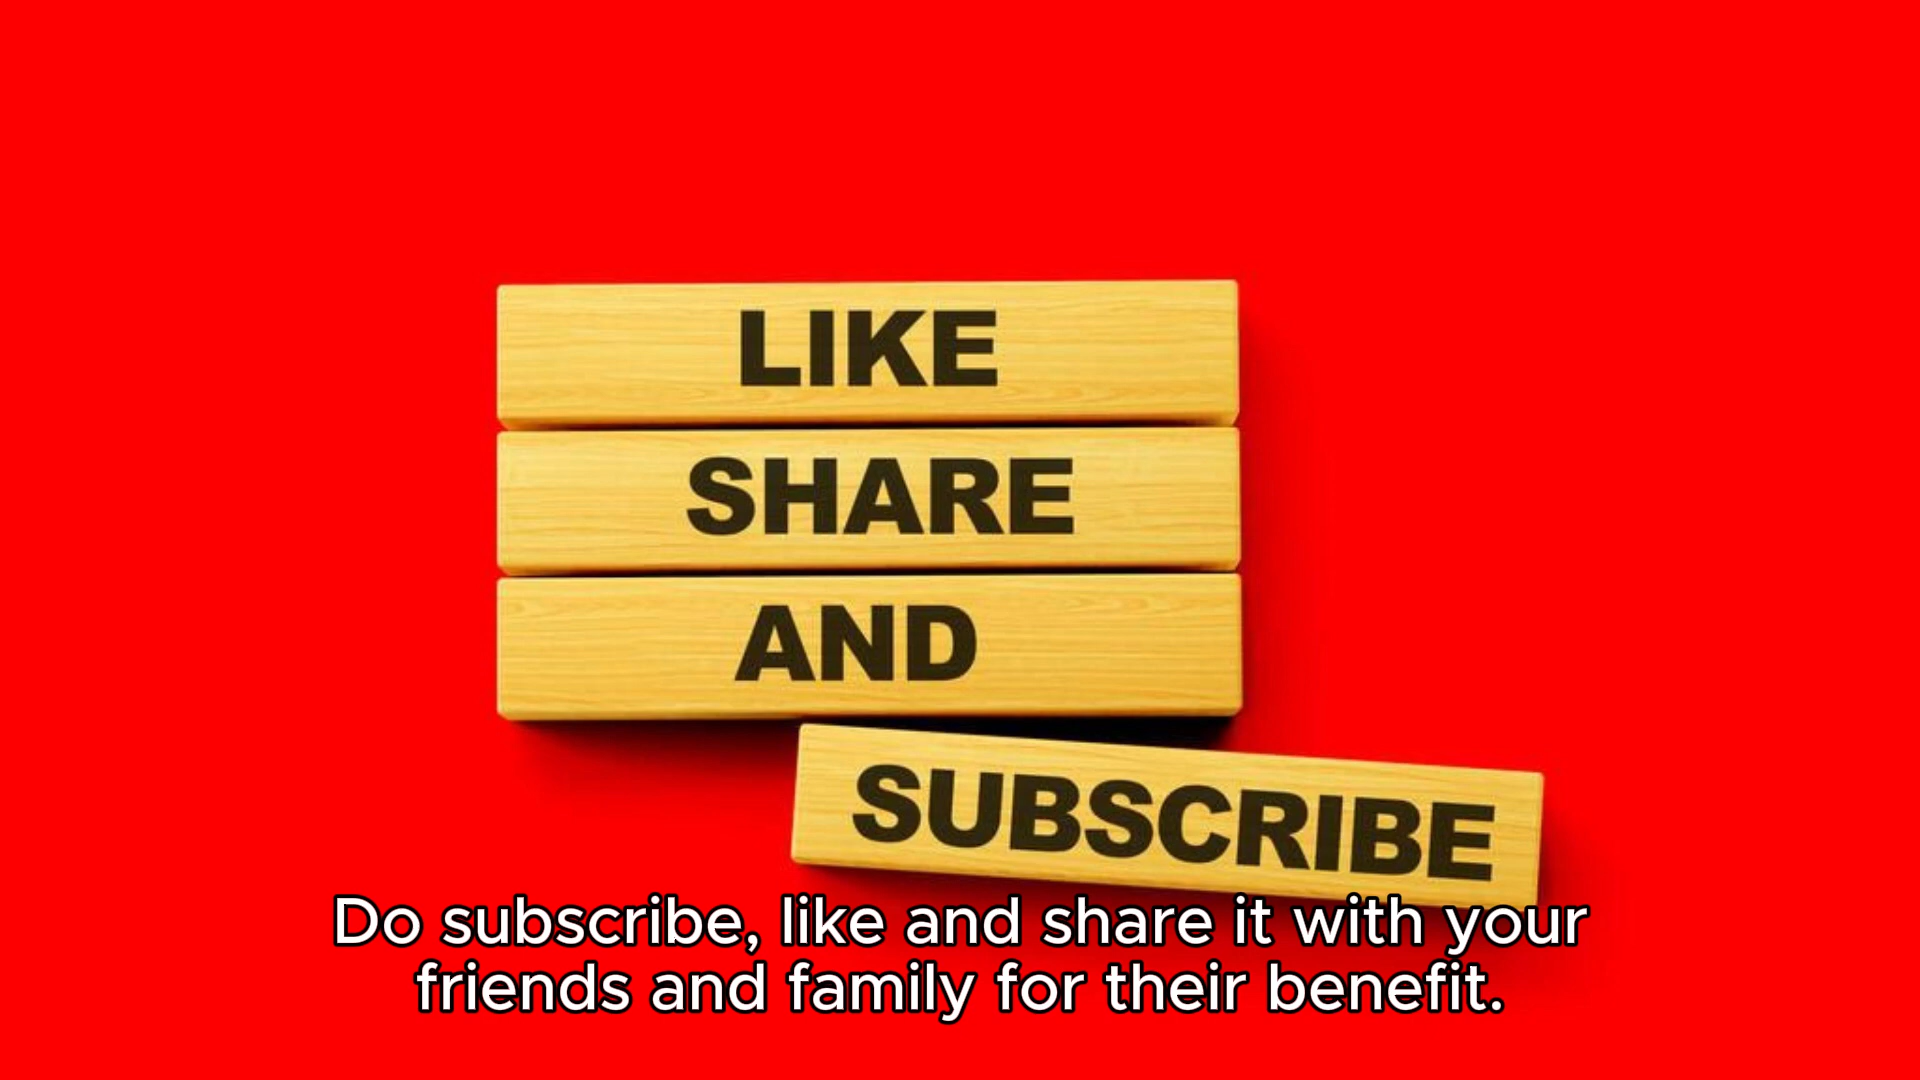 LIKE
SHARE
AND
SUBSCRIBE
Do subscribe, like and share it with your
friends and family for their benefit.